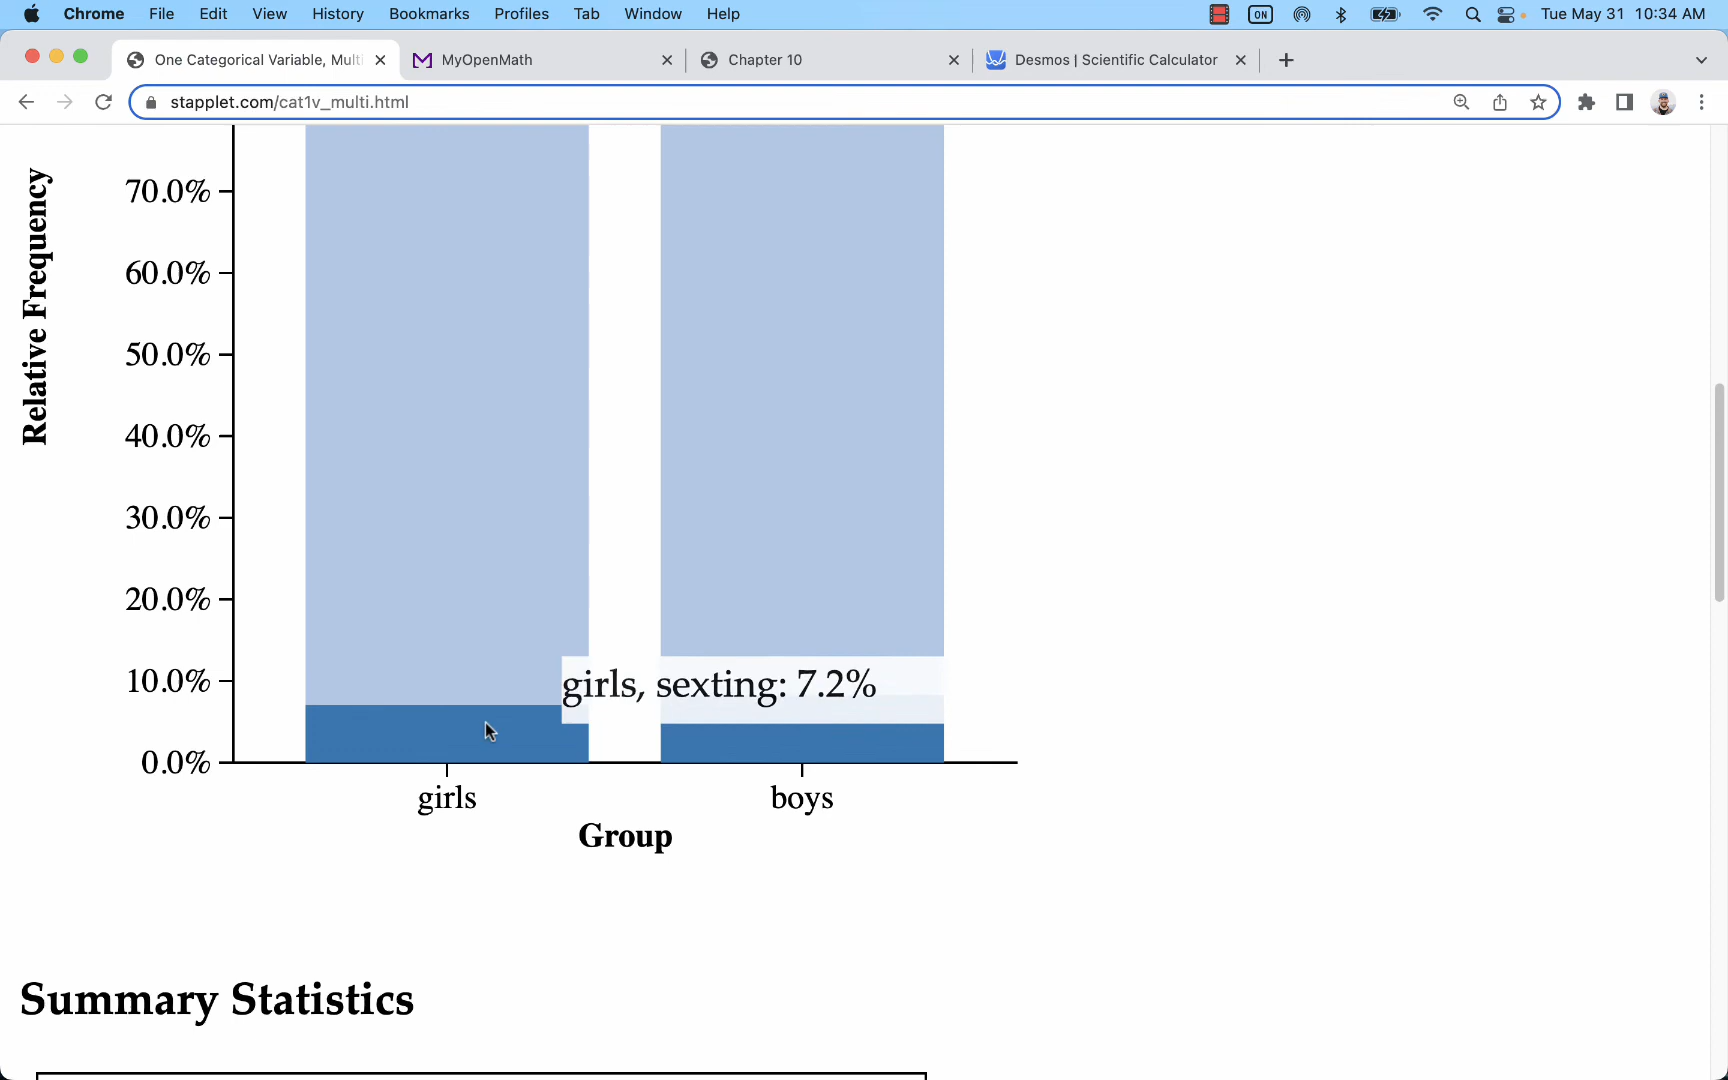 Chrome File Edit View History Bookmarks Profiles Tab Window Help ON Tue May 31 10:34 AM
One Categorical Variable, Multi MyOpenMath Chapter 10 Desmos | Scientific Calculator
stapplet.com/cat1v_multi.html
Relative Frequency
70.0%
60.0%
50.0%
40.0%
30.0%
20.0%
10.0%
0.0%
girls, sexting: 7.2%
girls boys
Group
Summary Statistics